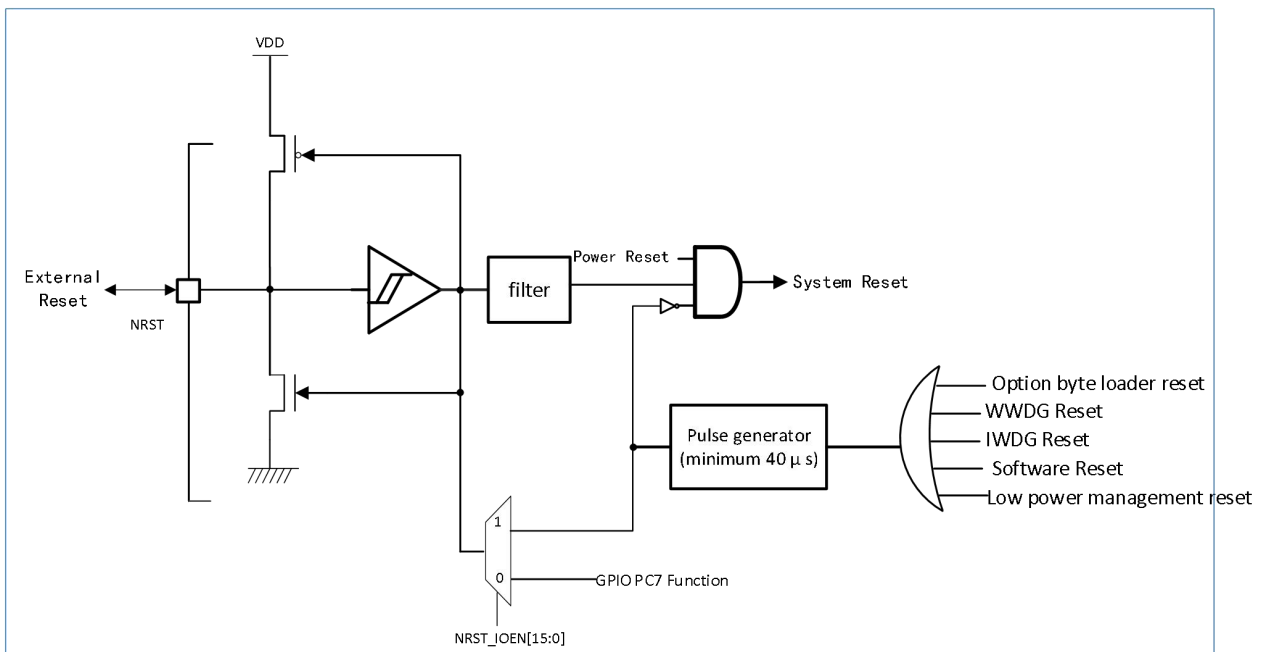 VDD
External
Reset
NRST
filter
Power Reset
System Reset
Pulse generator
(minimum 40 μ s)
Option byte loader reset
WWDG Reset
IWDG Reset
Software Reset
Low power management reset
1
0
GPIO PC7 Function
NRST_IOEN[15:0]